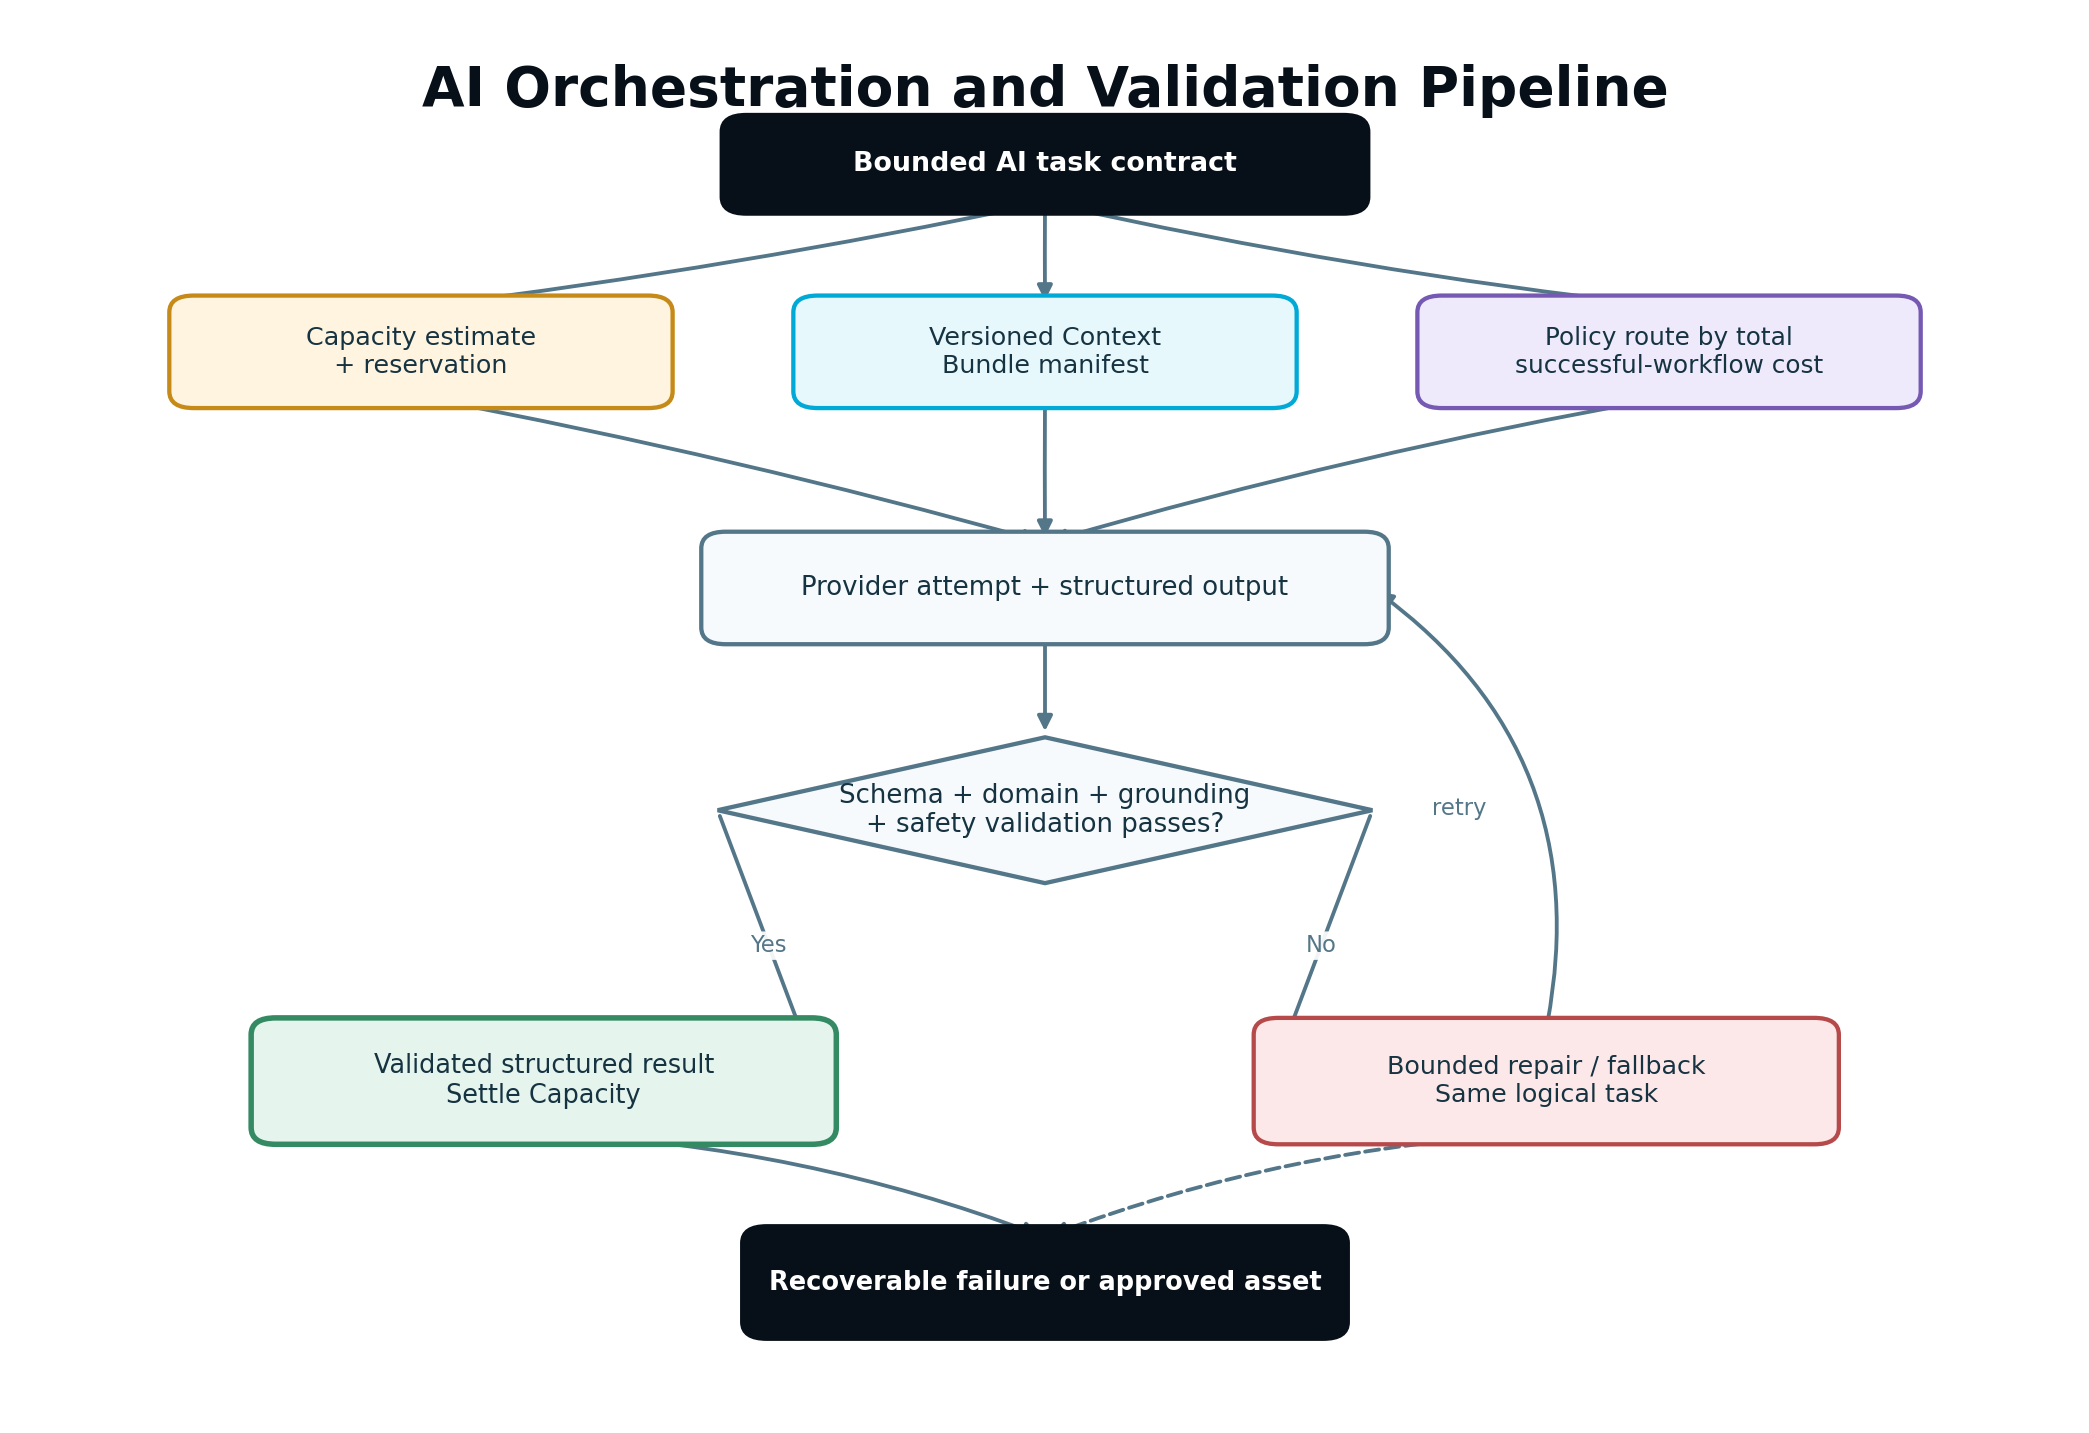 AI Orchestration and Validation Pipeline
Bounded AI task contract
Capacity estimate
+ reservation
Versioned Context
Bundle manifest
Policy route by total
successful-workflow cost
Provider attempt + structured output
Schema + domain + grounding
+ safety validation passes?
retry
Yes
No
Validated structured result
Settle Capacity
Bounded repair / fallback
Same logical task
Recoverable failure or approved asset